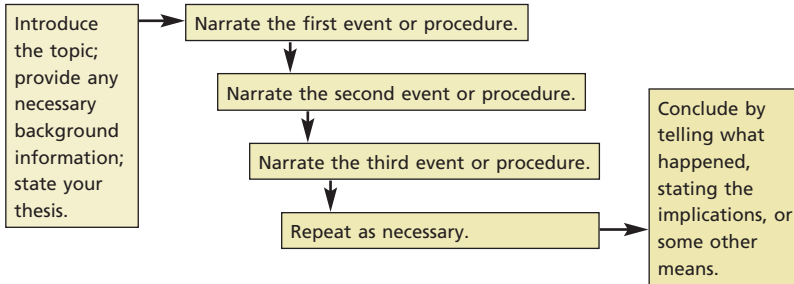 Introduce
the topic;
provide any
necessary
background
information;
state your
thesis.
Narrate the first event or procedure.
Narrate the second event or procedure.
Narrate the third event or procedure.
Repeat as necessary.
Conclude by
telling what
happened,
stating the
implications, or
some other
means.